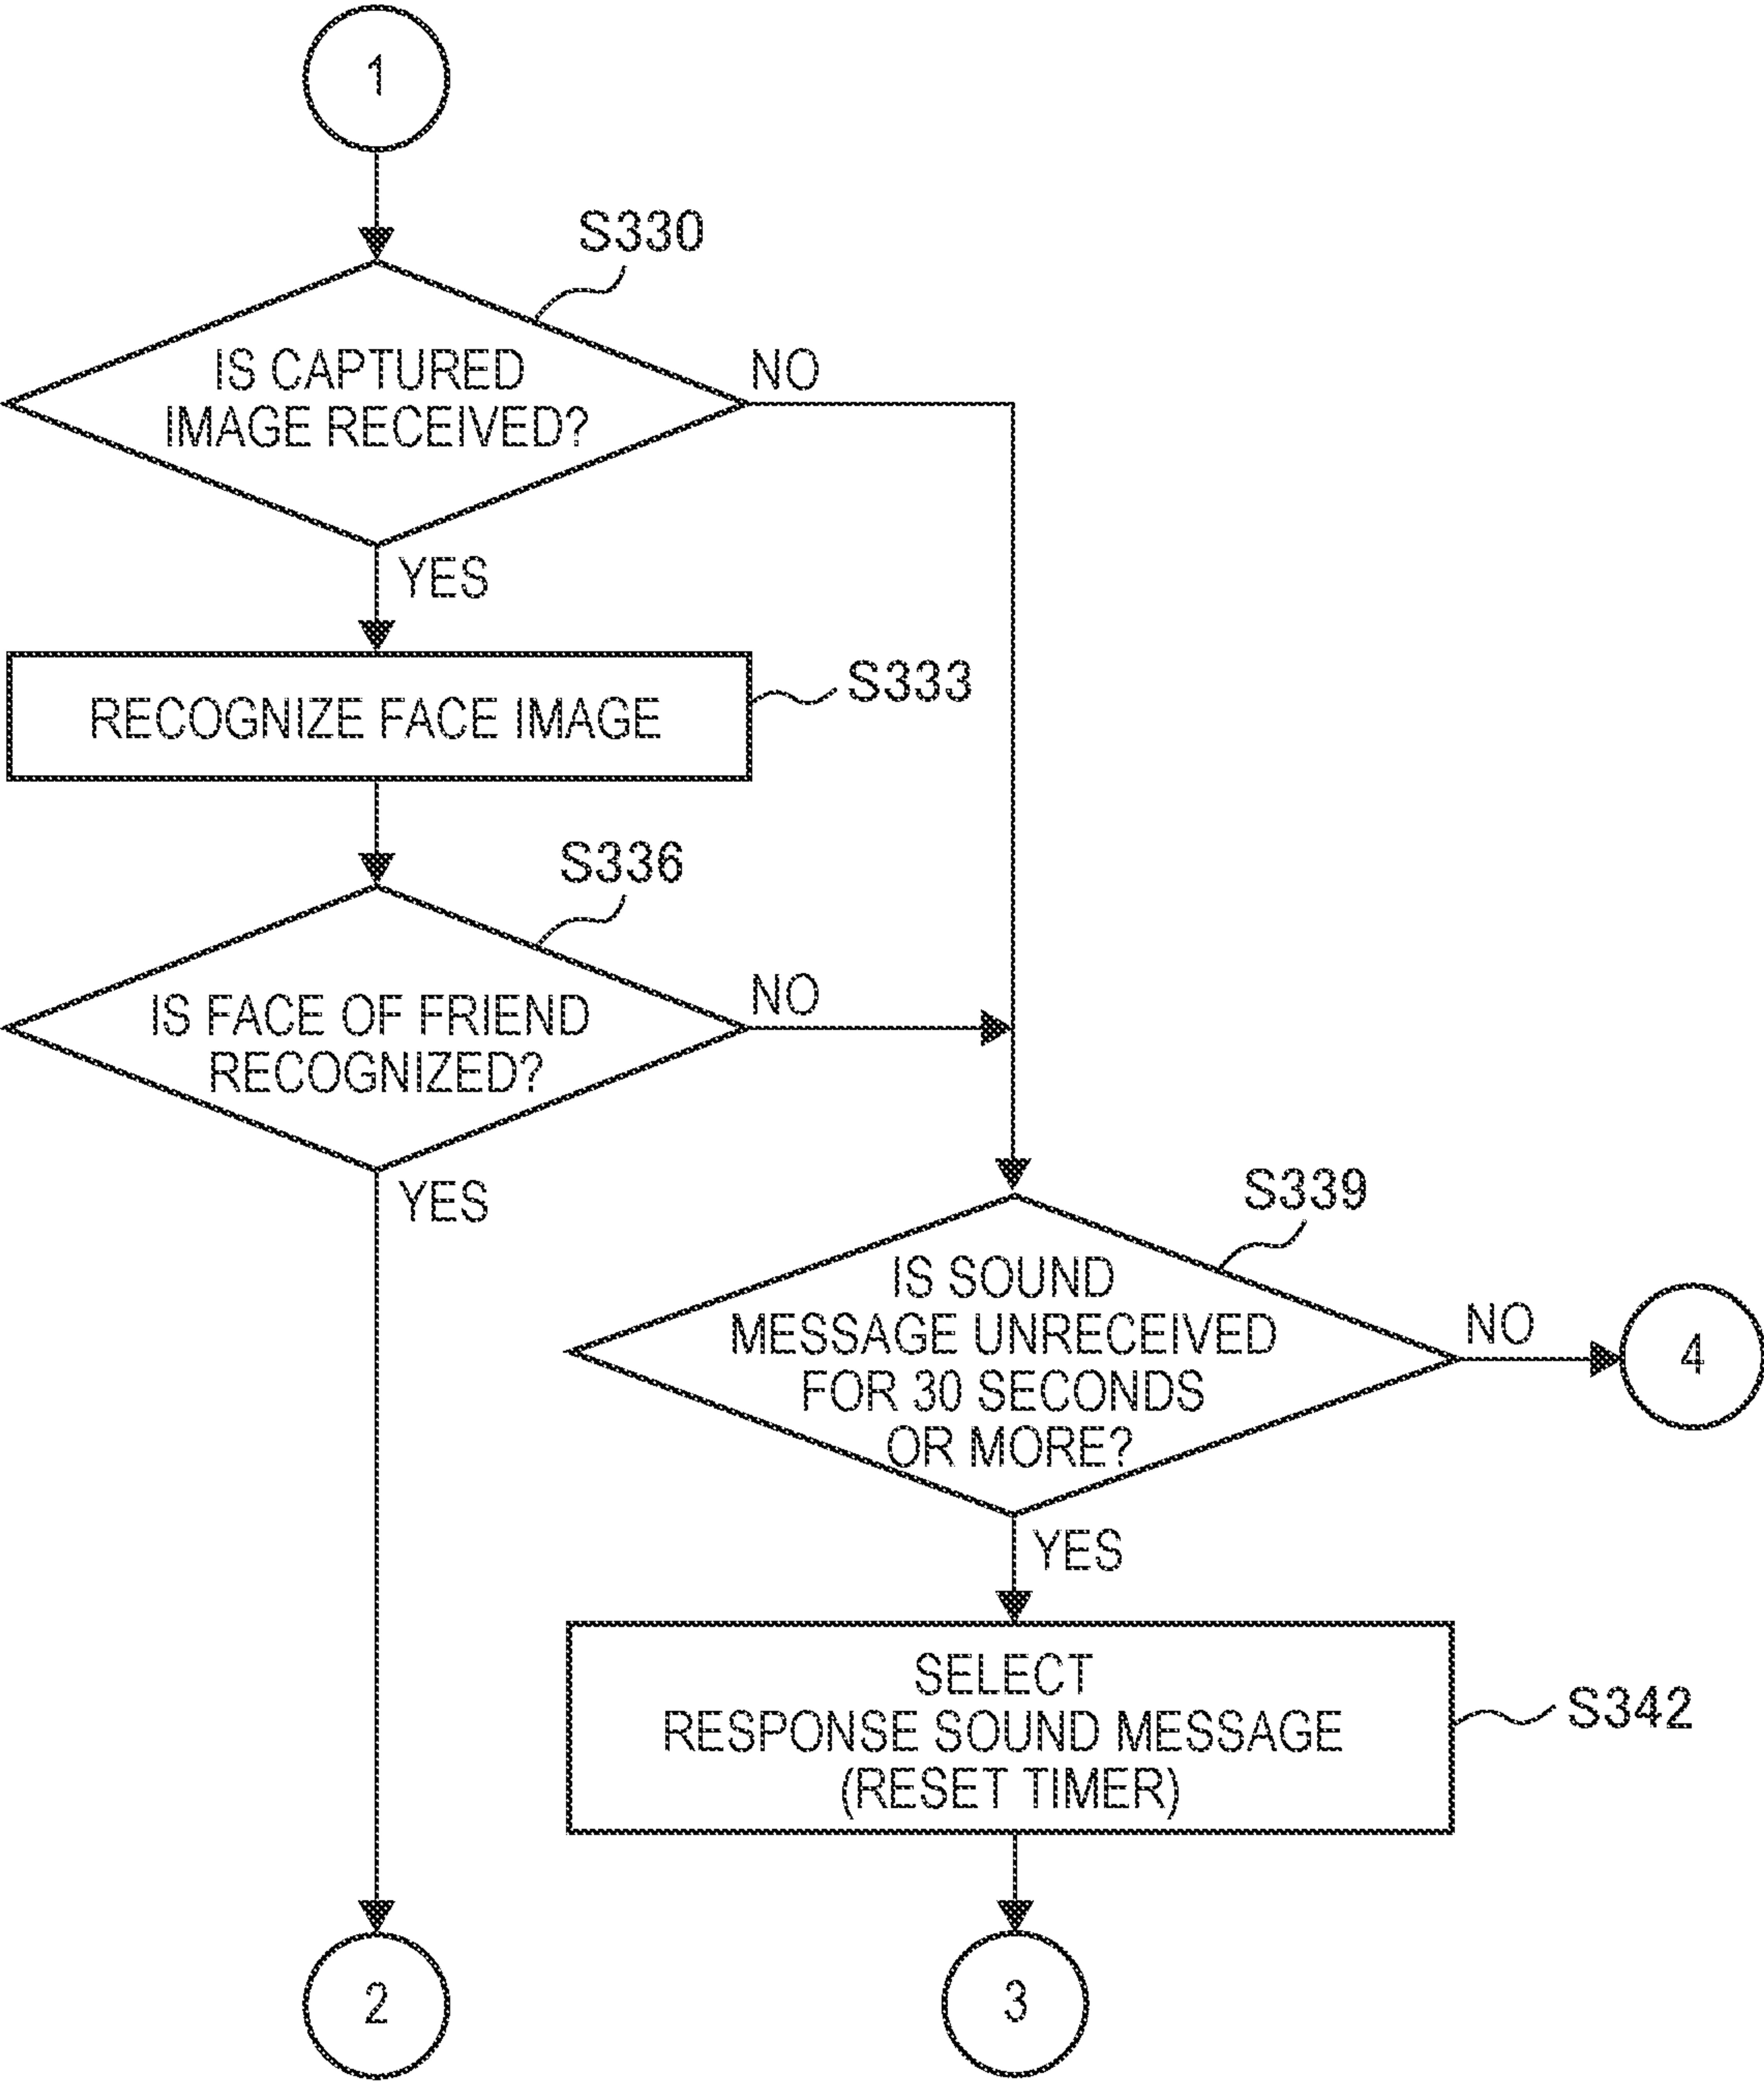 1
S330
IS CAPTURED
IMAGE RECEIVED?
NO
YES
RECOGNIZE FACE IMAGE
S333
S336
IS FACE OF FRIEND
RECOGNIZED?
NO
YES
S339
IS SOUND
MESSAGE UNRECEIVED
FOR 30 SECONDS
OR MORE?
NO
4
YES
SELECT
RESPONSE SOUND MESSAGE
(RESET TIMER)
S342
2
3